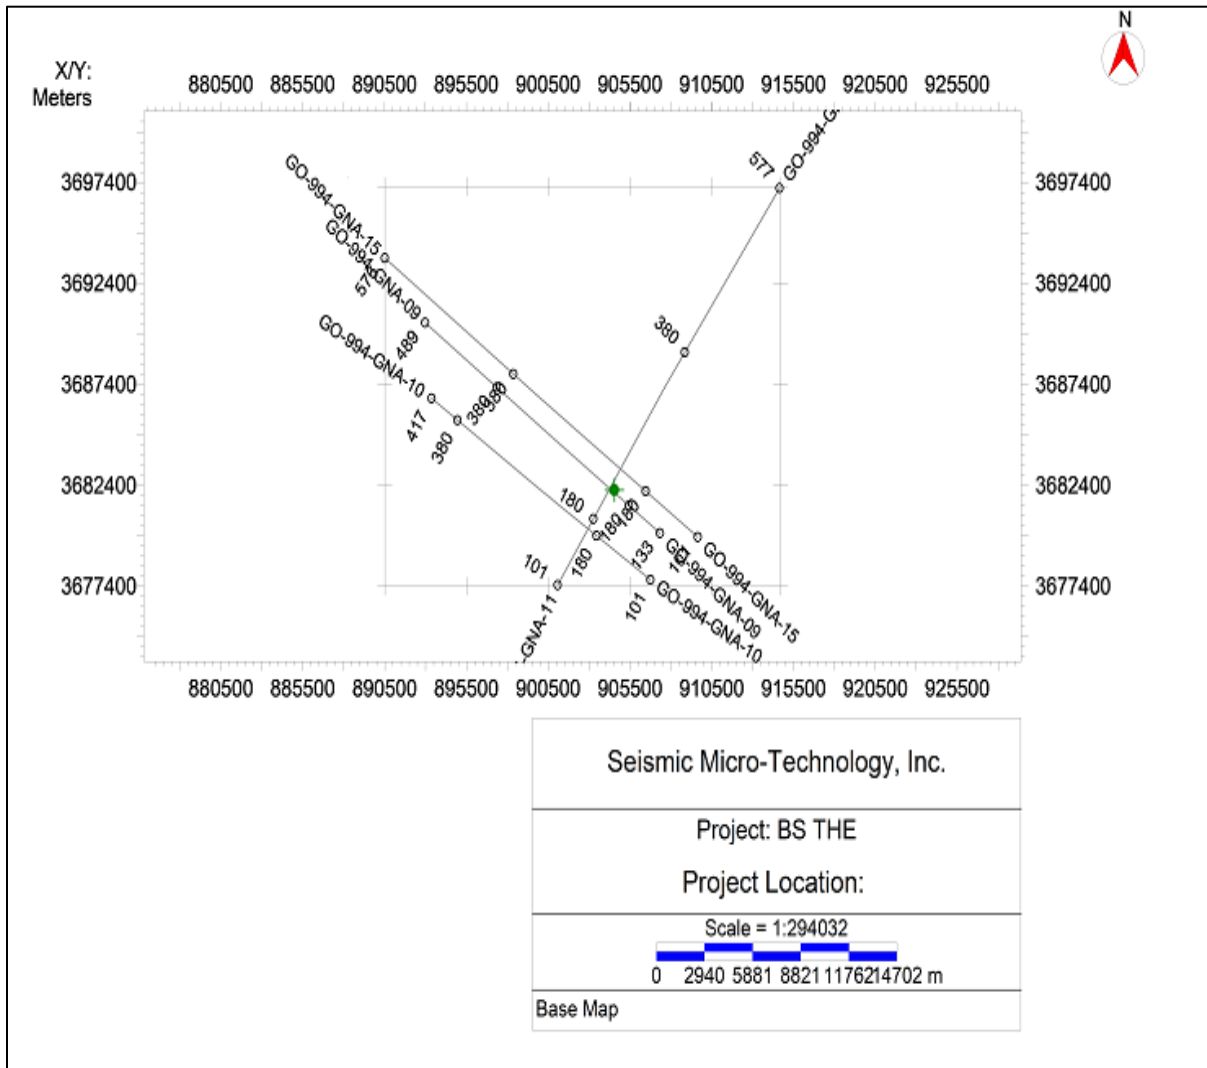 N
X/Y:
Meters
880500 885500 890500 895500 900500 905500 910500 915500 920500 925500
3697400
3692400
3687400
3682400
3677400
3697400
3692400
3687400
3682400
3677400
GO-994-GNA-15
GO-994-GNA-09
489
GO-994-GNA-10
417
380
389
380
577
GO-994-G
380
180
101
-GNA-11
180
180
180
133
101
GO-994-GNA-15
GO-994-GNA-09
GO-994-GNA-10
880500 885500 890500 895500 900500 905500 910500 915500 920500 925500
Seismic Micro-Technology, Inc.
Project: BS THE
Project Location:
Scale = 1:294032
0 2940 5881 8821 11762 14702 m
Base Map